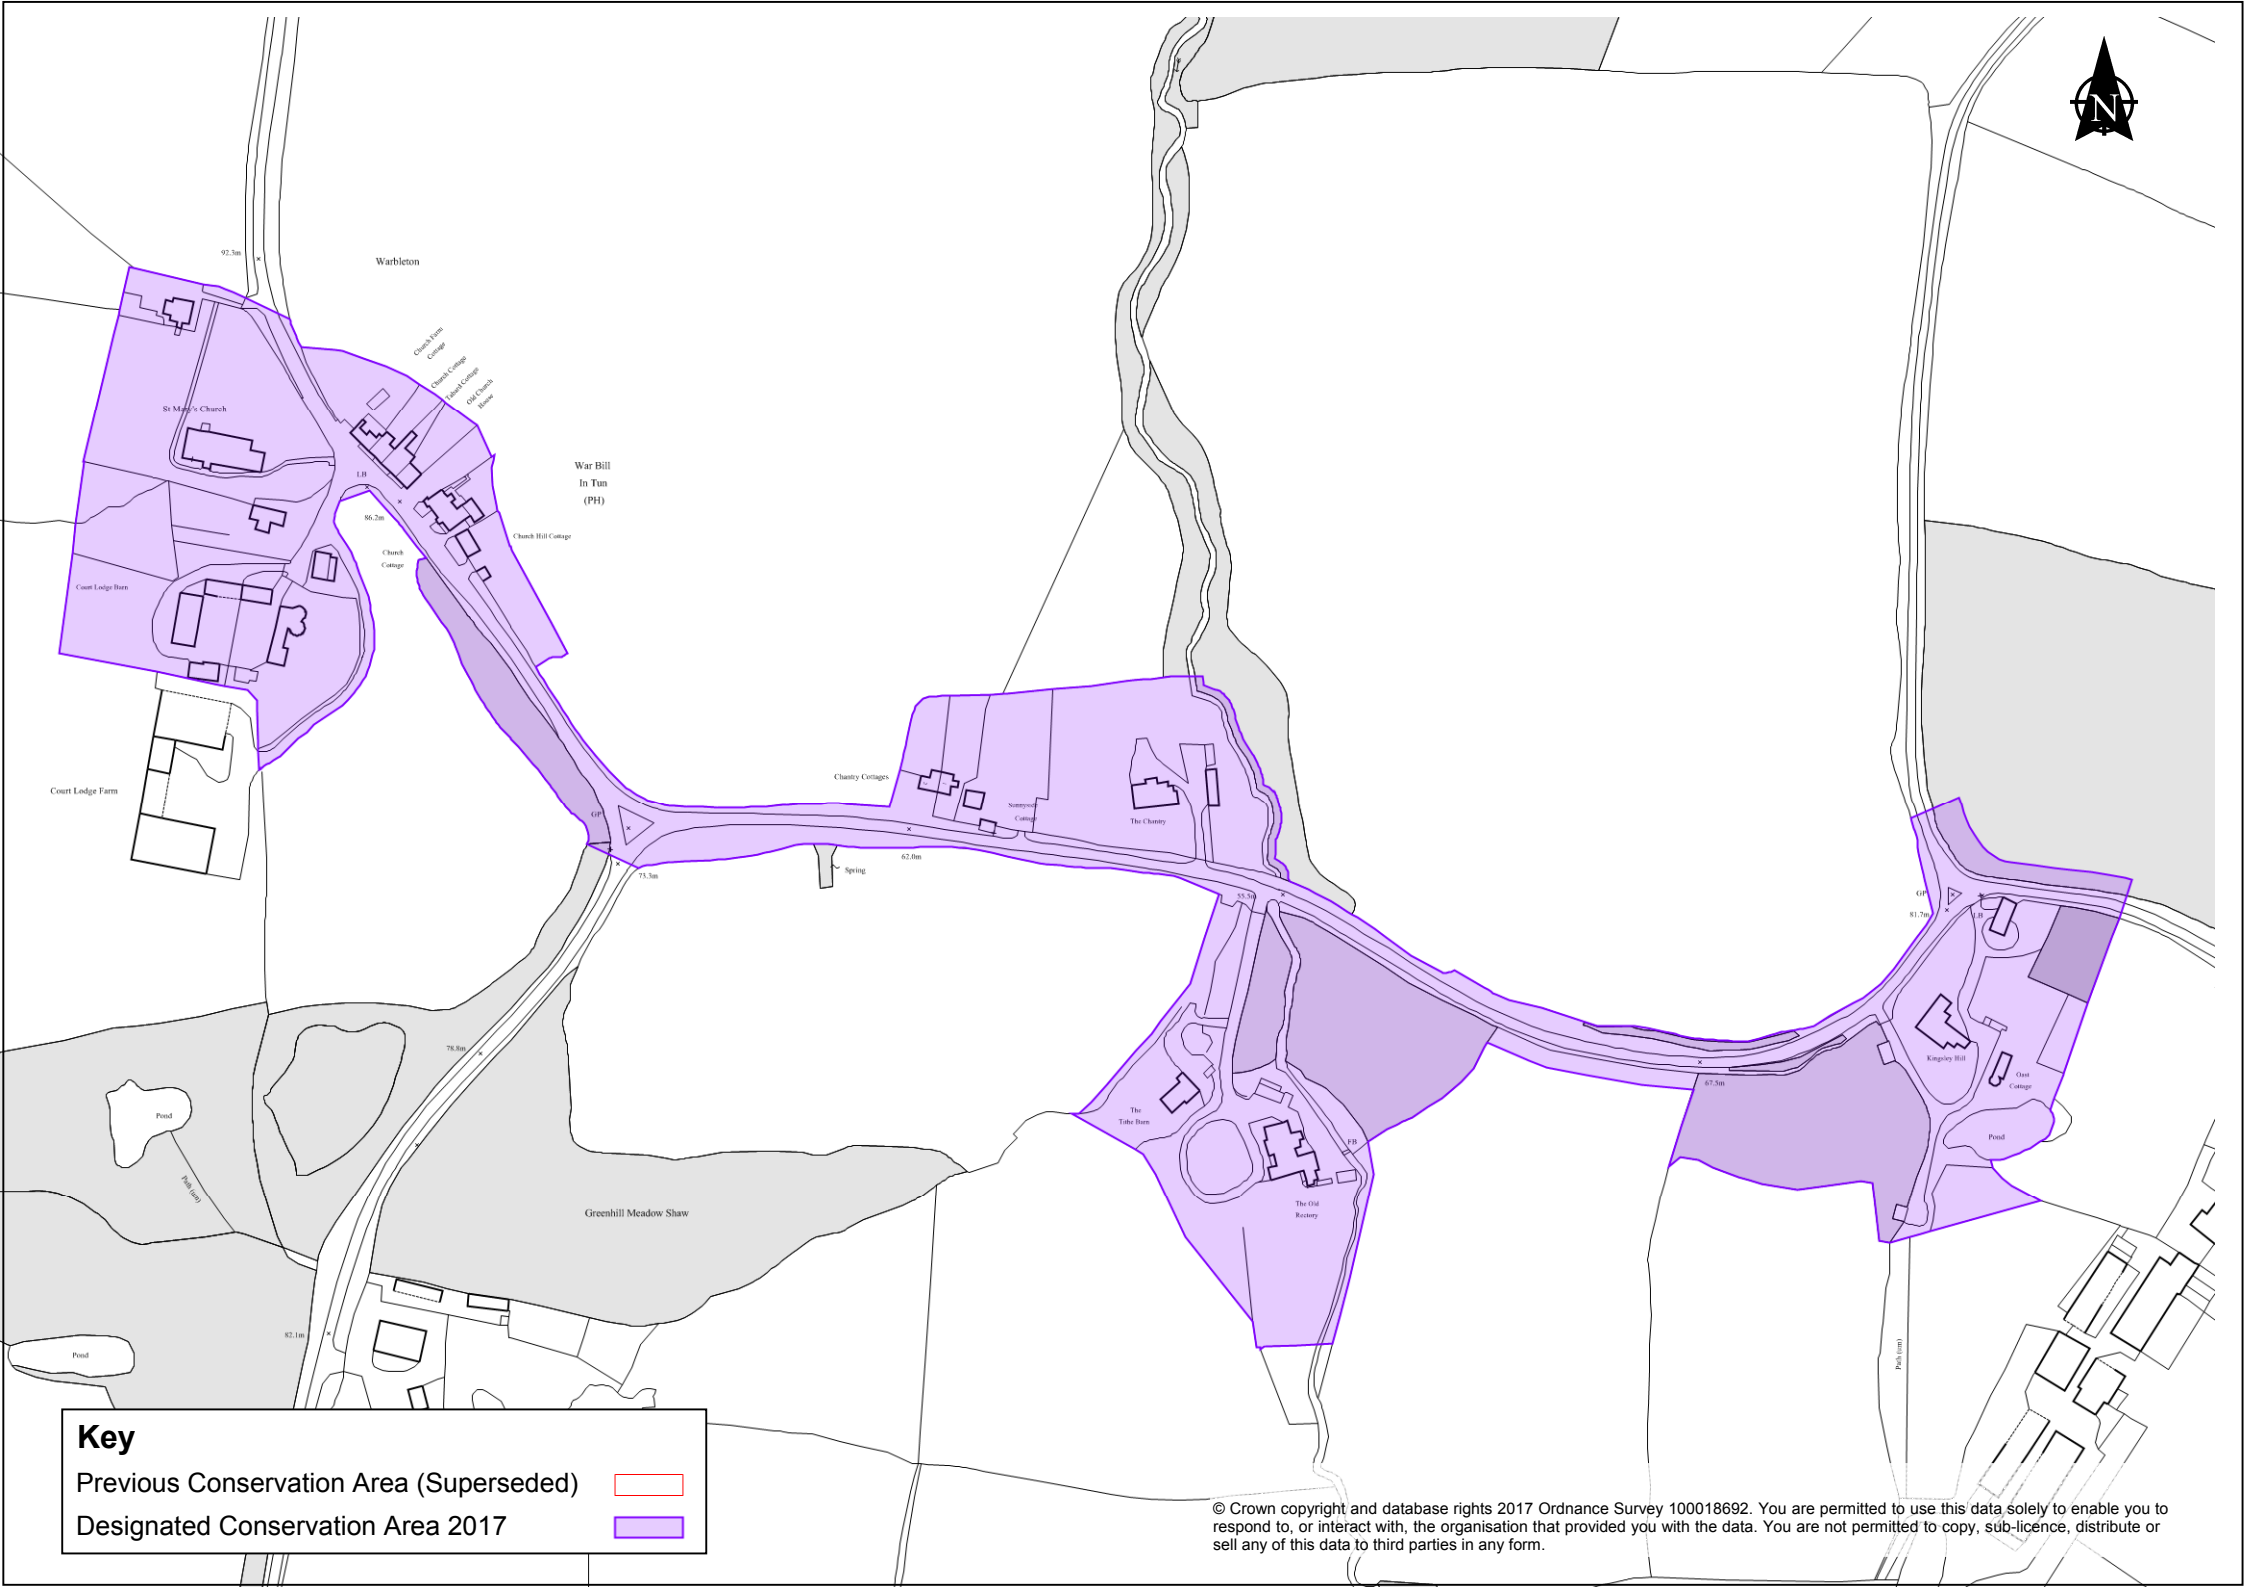 N
92.3m
Warbleton
Church Farm
Cottage
Church Cottage
Tabard Cottage
Old Church
House
St Mary's Church
LB
86.2m
War Bill
In Tun
(PH)
Church Hill Cottage
Church
Cottage
Court Lodge Barn
Court Lodge Farm
GP
73.3m
Chantry Cottages
Sunnyside
Cottage
The Chantry
62.0m
Spring
55.5m
GP
81.7m
LB
Kingsley Hill
Oast
Cottage
Pond
67.5m
The
Tithe Barn
FB
The Old
Rectory
78.8m
Pond
Path (um)
Greenhill Meadow Shaw
82.1m
Pond
Path (um)
Key
Previous Conservation Area (Superseded)
Designated Conservation Area 2017
© Crown copyright and database rights 2017 Ordnance Survey 100018692. You are permitted to use this data solely to enable you to
respond to, or interact with, the organisation that provided you with the data. You are not permitted to copy, sub-licence, distribute or
sell any of this data to third parties in any form.